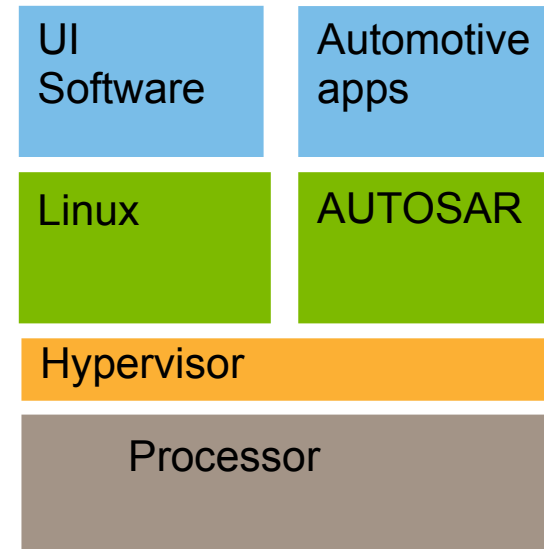 UI
Software
Automotive
apps
Linux
AUTOSAR
Hypervisor
Processor